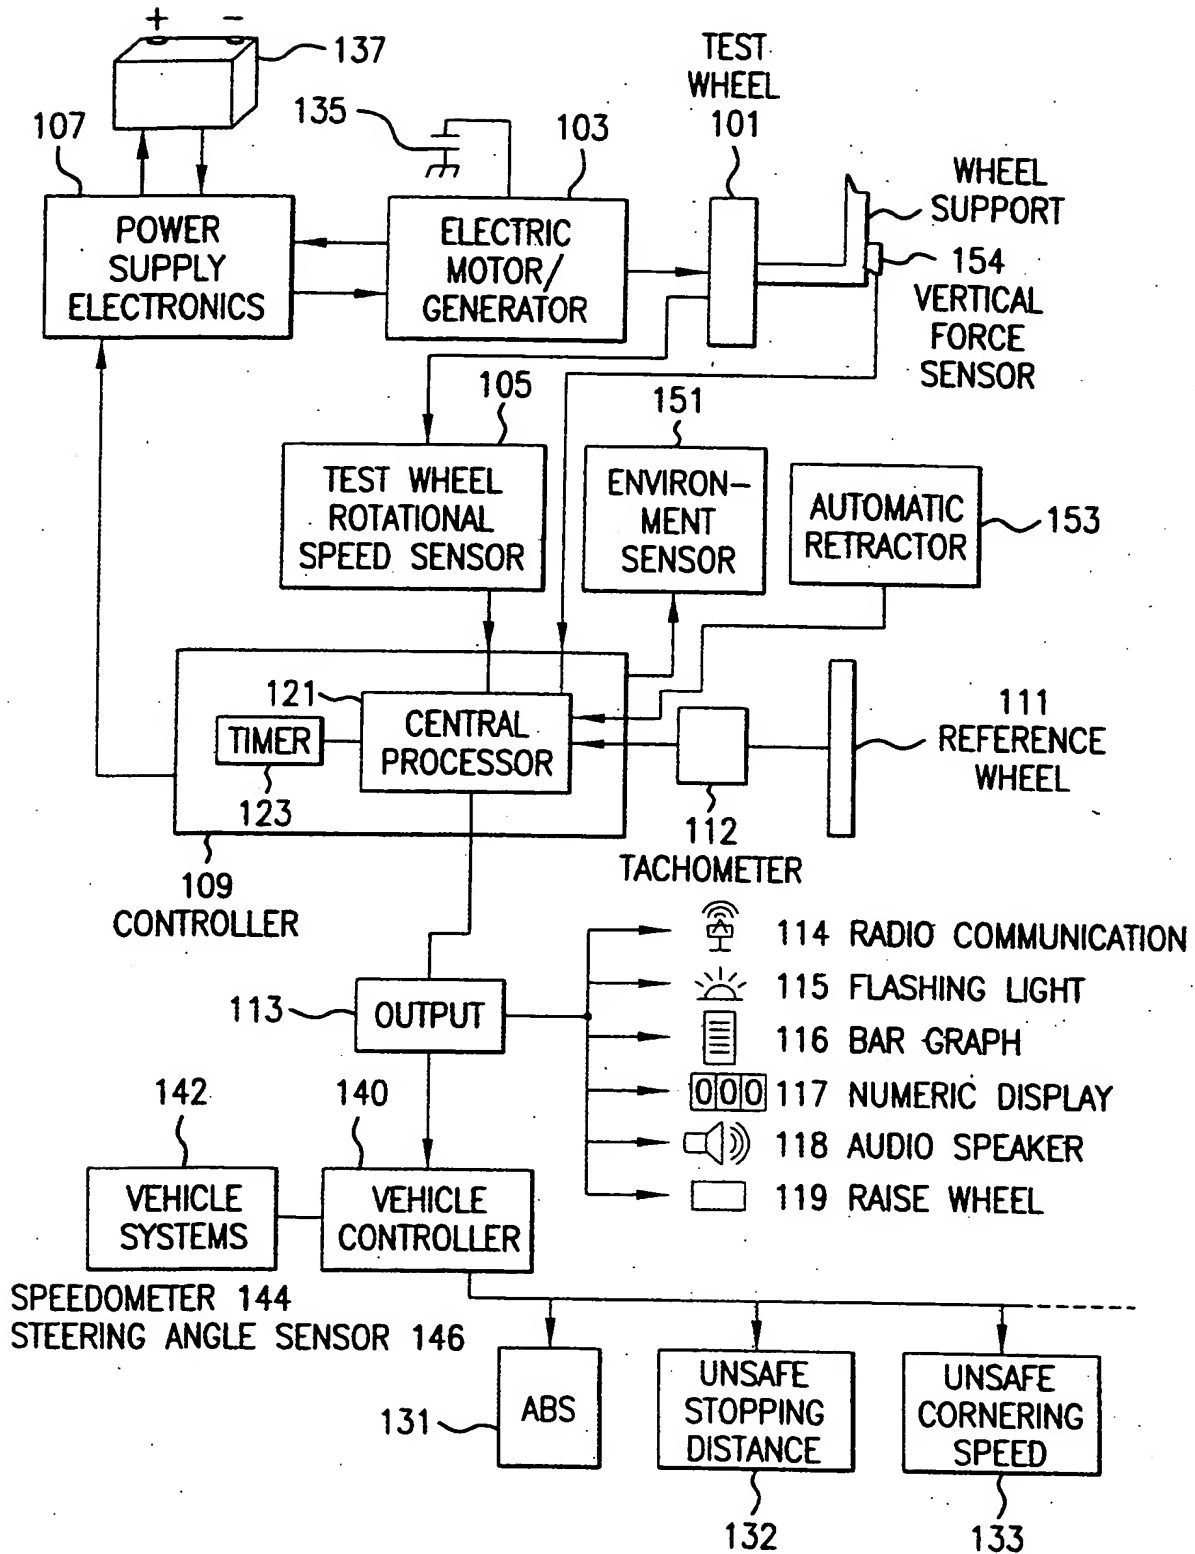 + -
137
TEST
WHEEL
101
135
107
103
WHEEL
SUPPORT
POWER
SUPPLY
ELECTRONICS
ELECTRIC
MOTOR/
GENERATOR
154
VERTICAL
FORCE
SENSOR
105
151
TEST WHEEL
ROTATIONAL
SPEED SENSOR
ENVIRON-
MENT
SENSOR
AUTOMATIC
RETRACTOR
153
121
TIMER
CENTRAL
PROCESSOR
111
REFERENCE
WHEEL
123
112
TACHOMETER
109
CONTROLLER
114 RADIO COMMUNICATION
115 FLASHING LIGHT
113
OUTPUT
116 BAR GRAPH
000 117 NUMERIC DISPLAY
118 AUDIO SPEAKER
119 RAISE WHEEL
142
140
VEHICLE
SYSTEMS
VEHICLE
CONTROLLER
SPEEDOMETER 144
STEERING ANGLE SENSOR 146
131
ABS
UNSAFE
STOPPING
DISTANCE
UNSAFE
CORNERING
SPEED
132
133